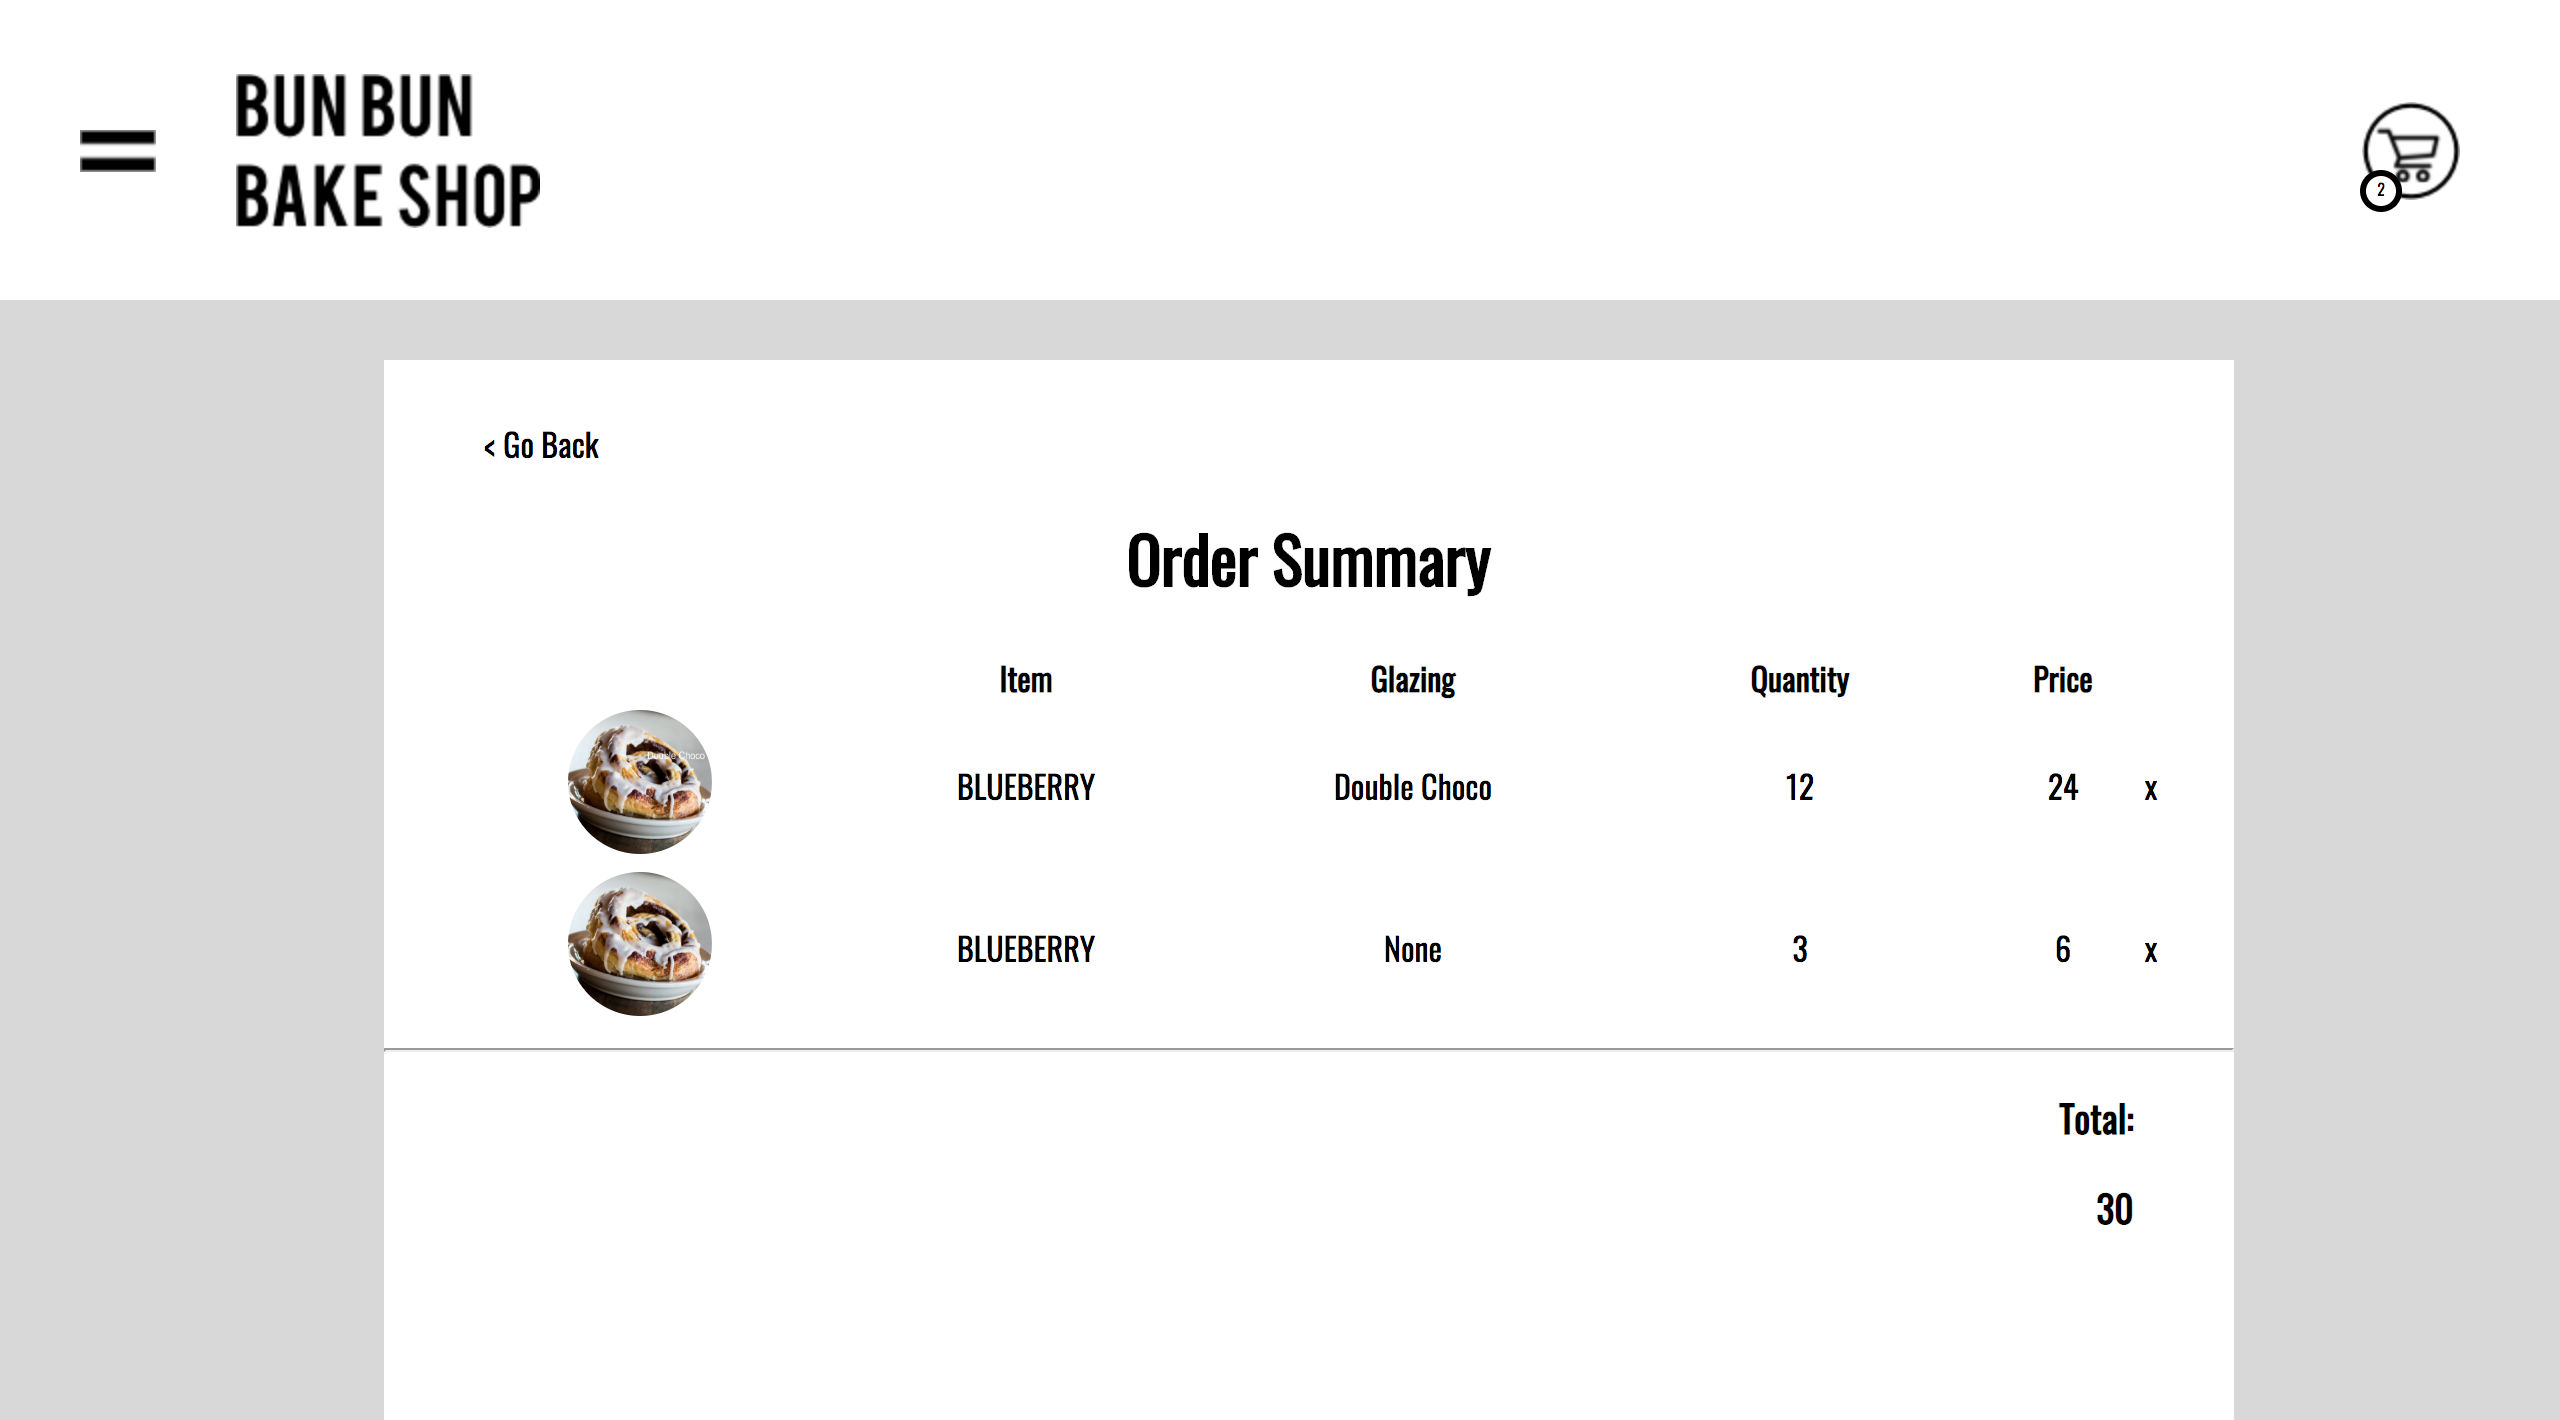 BUN BUN
BAKE SHOP
2
< Go Back
Order Summary
Item Glazing Quantity Price
Double Choco
BLUEBERRY Double Choco 12 24 x
BLUEBERRY None 3 6 x
Total:
30